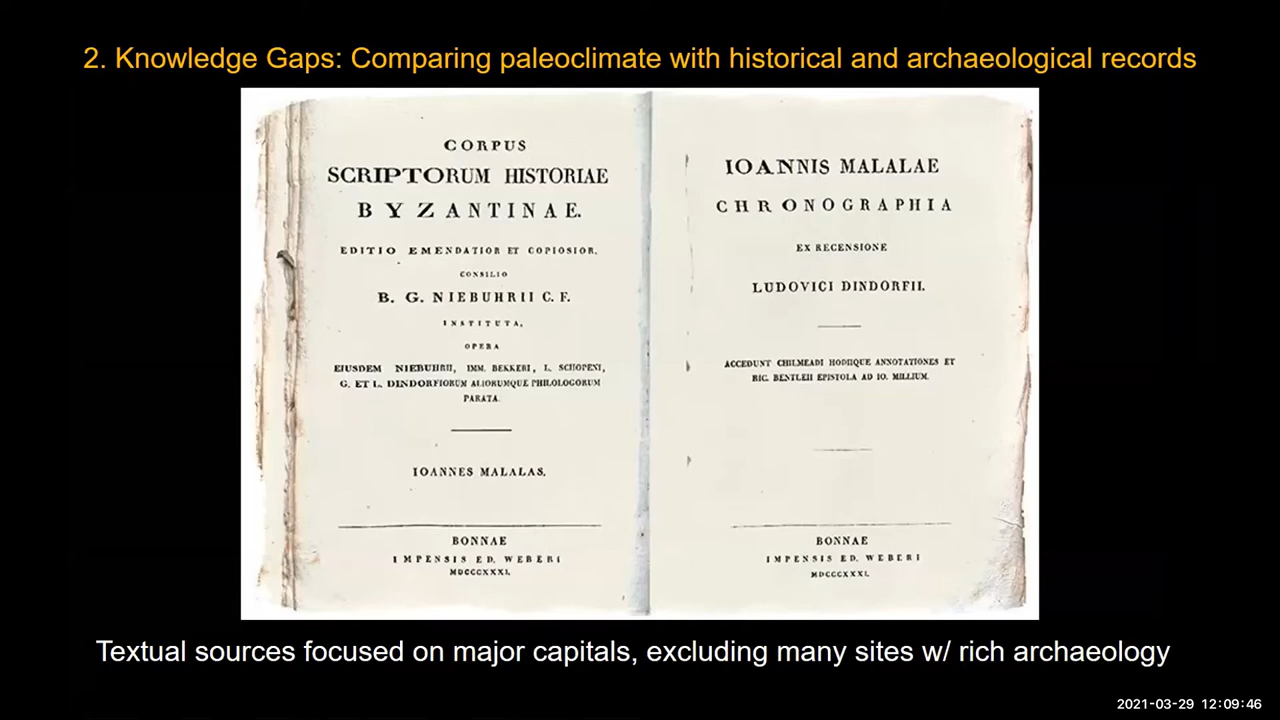 2. Knowledge Gaps: Comparing paleoclimate with historical and archaeological records
CORPUS
SCRIPTORUM HISTORIAE
BYZANTINAE.
EDITIO EMENDATIOR ET COPIOSIOR,
CONSILIO
B. G. NIEBUHRII C. F.
INSTITUTA,
OPERA
EIUSDEM NIEBUHRII, IMM. BEKKERI, L. SCHOPENI,
G. ET L. DINDORFIORUM ALIORUMQUE PHILOLOGORUM
PARATA.
IOANNES MALALAS.
BONNAE
IMPENSIS ED. WEBERI
MDCCCXXXI.
IOANNIS MALALAE
CHRONOGRAPHIA
EX RECENSIONE
LUDOVICI DINDORFII.
ACCEDUNT CHILMEADI HODIIQUE ANNOTATIONES ET
RIC. BENTLEII EPISTOLA AD IO. MILLIUM.
BONNAE
IMPENSIS ED. WEBERI
MDCCCXXXI.
Textual sources focused on major capitals, excluding many sites w/ rich archaeology
2021-03-29 12:09:46